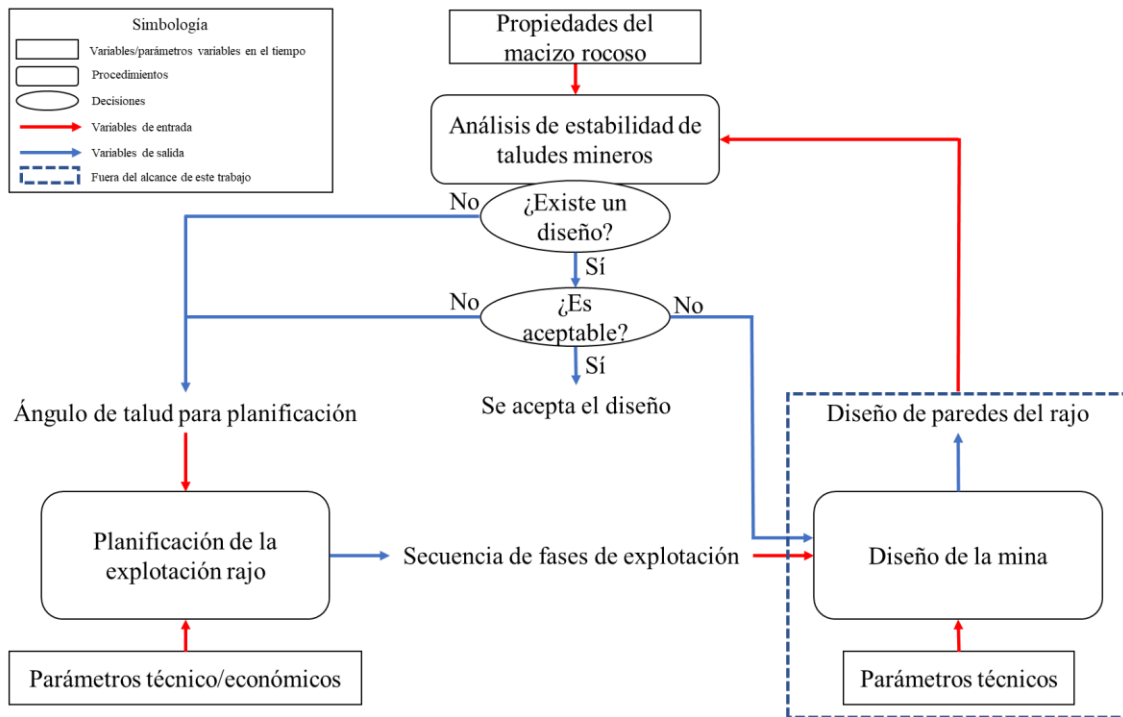 Simbología
Variables/parámetros variables en el tiempo
Procedimientos
Decisiones
Variables de entrada
Variables de salida
Fuera del alcance de este trabajo
Propiedades del
macizo rocoso
Análisis de estabilidad de
taludes mineros
No
¿Existe un
diseño?
Sí
No
¿Es
aceptable?
No
Sí
Ángulo de talud para planificación
Se acepta el diseño
Diseño de paredes del rajo
Planificación de la
explotación rajo
Secuencia de fases de explotación
Diseño de la mina
Parámetros técnico/económicos
Parámetros técnicos